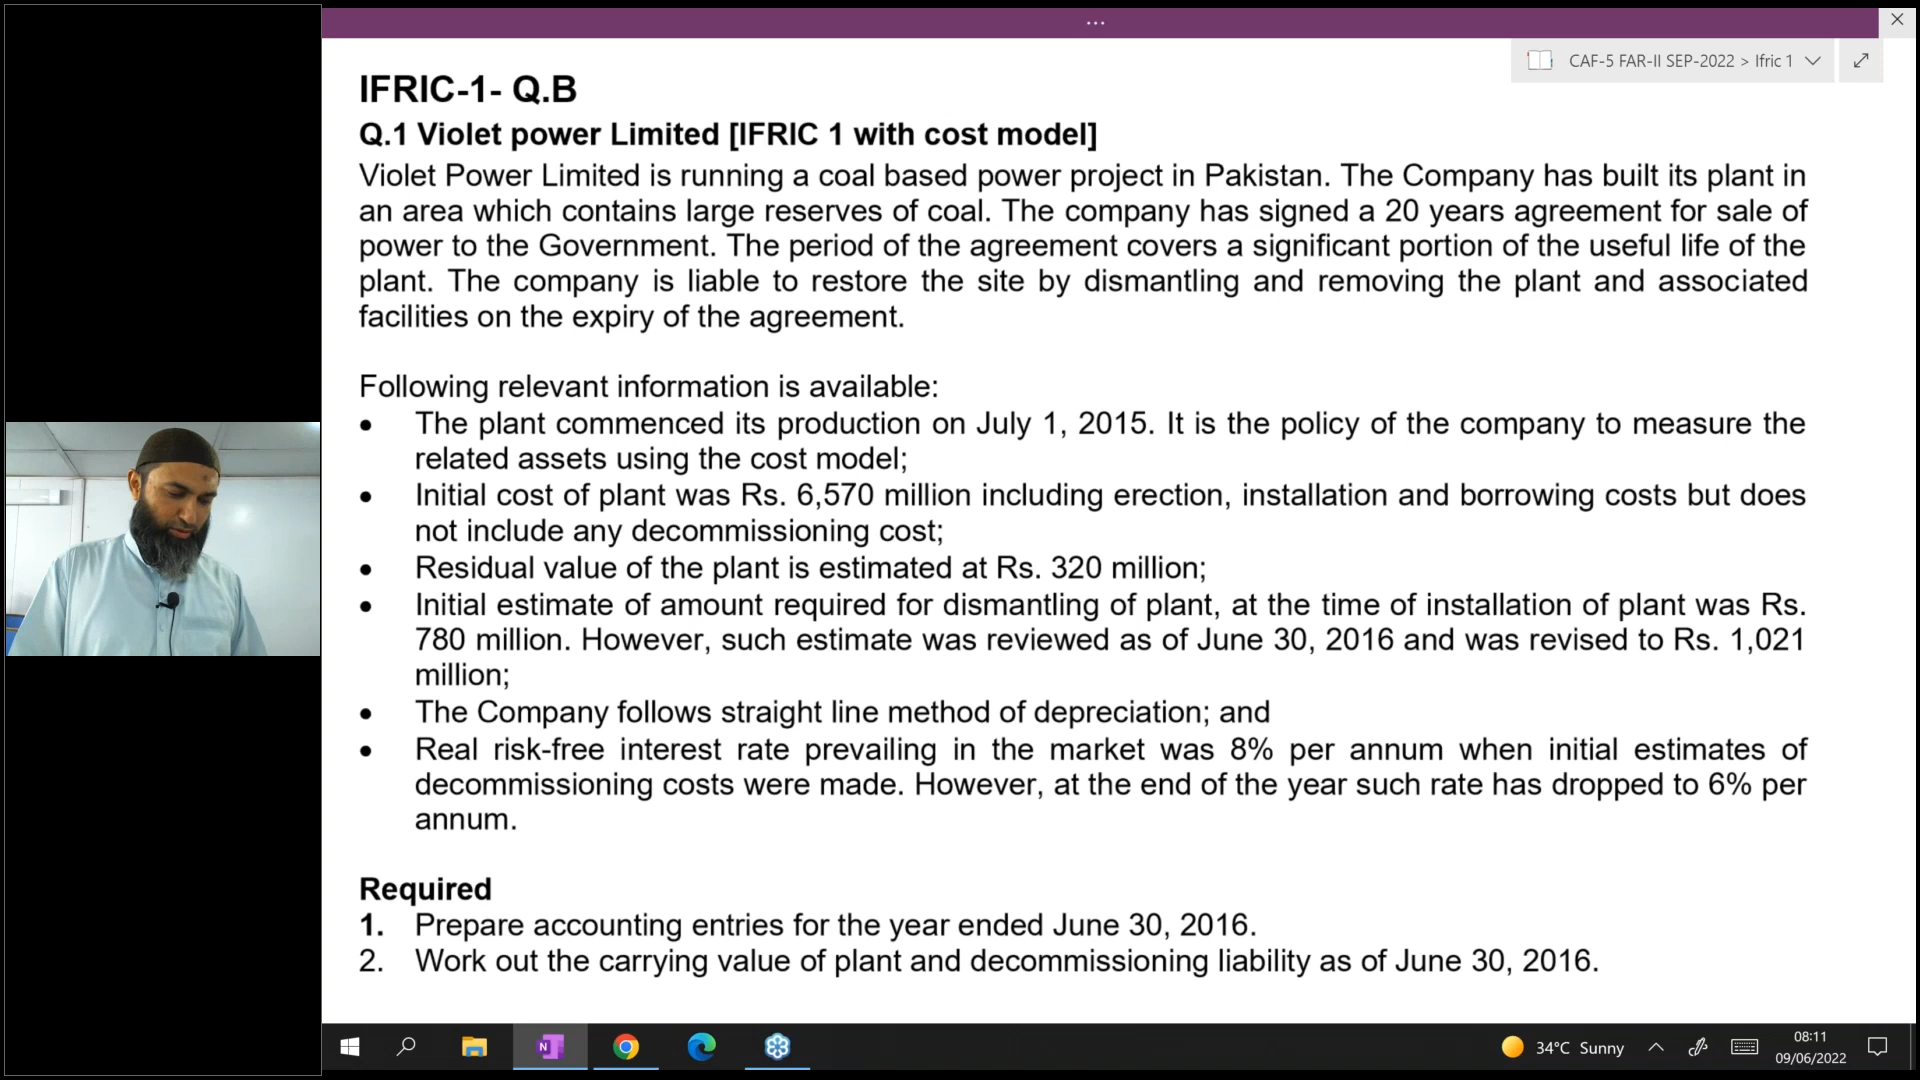 CAF-5 FAR-II SEP-2022 > Ifric 1
IFRIC-1- Q.B
Q.1 Violet power Limited [IFRIC 1 with cost model]
Violet Power Limited is running a coal based power project in Pakistan. The Company has built its plant in
an area which contains large reserves of coal. The company has signed a 20 years agreement for sale of
power to the Government. The period of the agreement covers a significant portion of the useful life of the
plant. The company is liable to restore the site by dismantling and removing the plant and associated
facilities on the expiry of the agreement.
Following relevant information is available:
• The plant commenced its production on July 1, 2015. It is the policy of the company to measure the
related assets using the cost model;
• Initial cost of plant was Rs. 6,570 million including erection, installation and borrowing costs but does
not include any decommissioning cost;
• Residual value of the plant is estimated at Rs. 320 million;
• Initial estimate of amount required for dismantling of plant, at the time of installation of plant was Rs.
780 million. However, such estimate was reviewed as of June 30, 2016 and was revised to Rs. 1,021
million;
• The Company follows straight line method of depreciation; and
• Real risk-free interest rate prevailing in the market was 8% per annum when initial estimates of
decommissioning costs were made. However, at the end of the year such rate has dropped to 6% per
annum.
Required
1. Prepare accounting entries for the year ended June 30, 2016.
2. Work out the carrying value of plant and decommissioning liability as of June 30, 2016.
34°C Sunny
08:11
09/06/2022